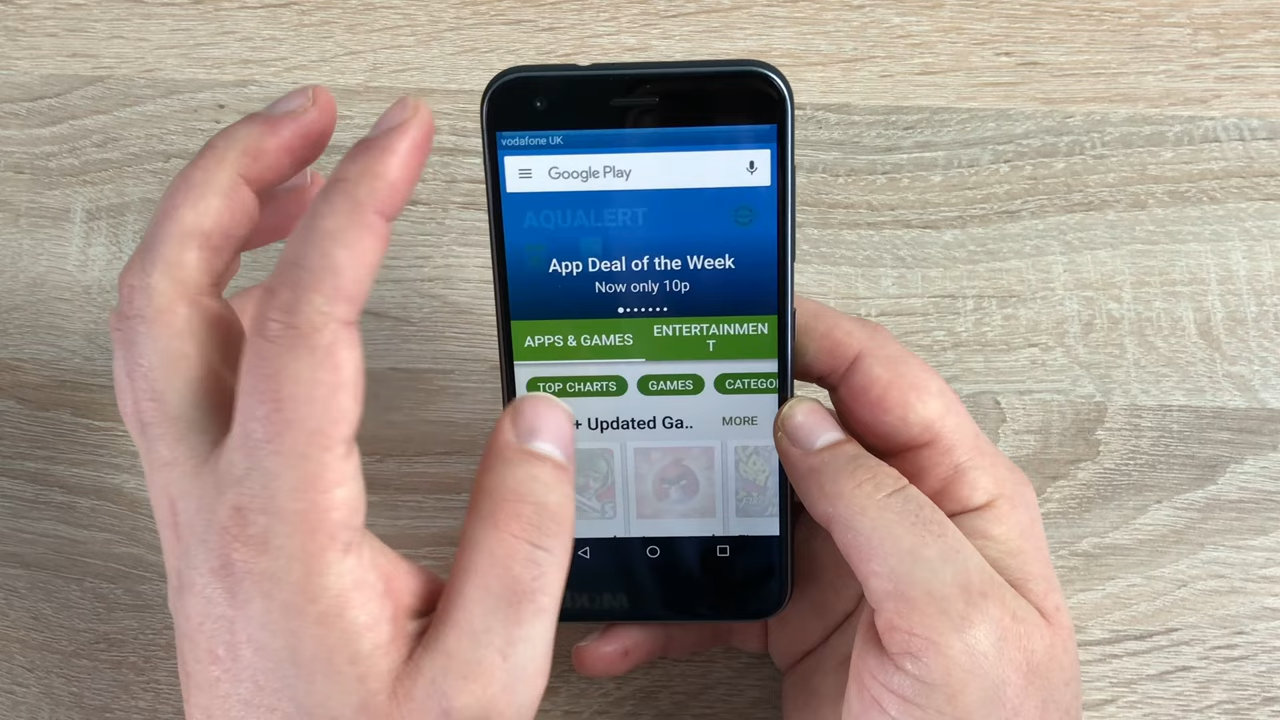 vodafone UK
Google Play
AQUALERT
App Deal of the Week
Now only 10p
APPS & GAMES
ENTERTAINMEN
T
TOP CHARTS
GAMES
CATEGO
+ Updated Ga..
MORE